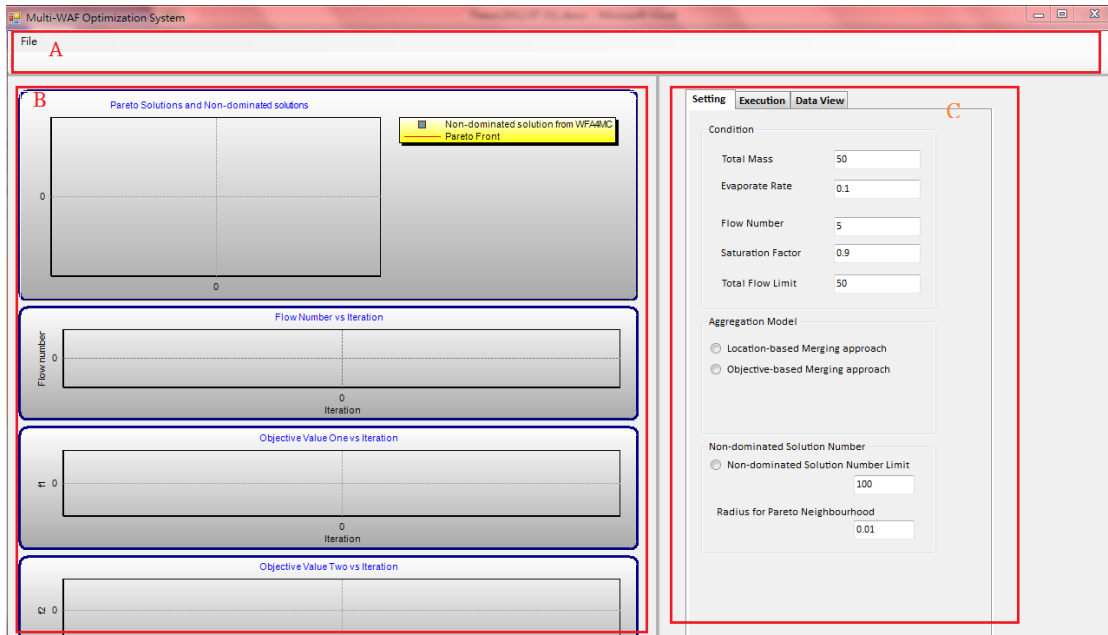 Multi-WAF Optimization System
File
A
B
Pareto Solutions and Non-dominated solutions
Non-dominated solution from WFA4MC
Pareto Front
0
0
Flow Number vs Iteration
Flow number
0
0
Iteration
Objective Value One vs Iteration
f1
0
0
Iteration
Objective Value Two vs Iteration
f2
0
C
Setting
Execution
Data View
Condition
Total Mass
50
Evaporate Rate
0.1
Flow Number
5
Saturation Factor
0.9
Total Flow Limit
50
Aggregation Model
Location-based Merging approach
Objective-based Merging approach
Non-dominated Solution Number
Non-dominated Solution Number Limit
100
Radius for Pareto Neighbourhood
0.01